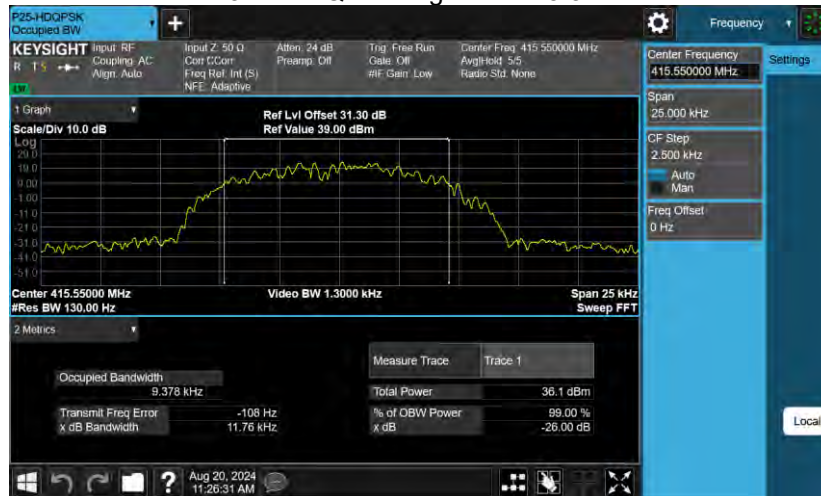 P25-HDQPSK
Occupied BW
Frequency
KEYSIGHT
R T S
Input: RF
Coupling: AC
Align: Auto
Input Z: 50 Ω
Corr CCorr
Freq Ref: Int (S)
NFE: Adaptive
Atten: 24 dB
Preamp: Off
Trig: Free Run
Gate: Off
#IF Gain: Low
Center Freq: 415.550000 MHz
Avg|Hold: 5/5
Radio Std: None
Center Frequency
415.550000 MHz
Settings
Span
25.000 kHz
CF Step
2.500 kHz
Auto
Man
Freq Offset
0 Hz
1 Graph
Scale/Div 10.0 dB
Ref Lvl Offset 31.30 dB
Ref Value 39.00 dBm
Log
29.0
19.0
9.00
-1.00
-11.0
-21.0
-31.0
-41.0
-51.0
Center 415.55000 MHz
#Res BW 130.00 Hz
Video BW 1.3000 kHz
Span 25 kHz
Sweep FFT
2 Metrics
Measure Trace Trace 1
Occupied Bandwidth
9.378 kHz
Total Power 36.1 dBm
Transmit Freq Error -108 Hz
% of OBW Power 99.00 %
x dB Bandwidth 11.76 kHz
x dB -26.00 dB
Local
?
Aug 20, 2024
11:26:31 AM